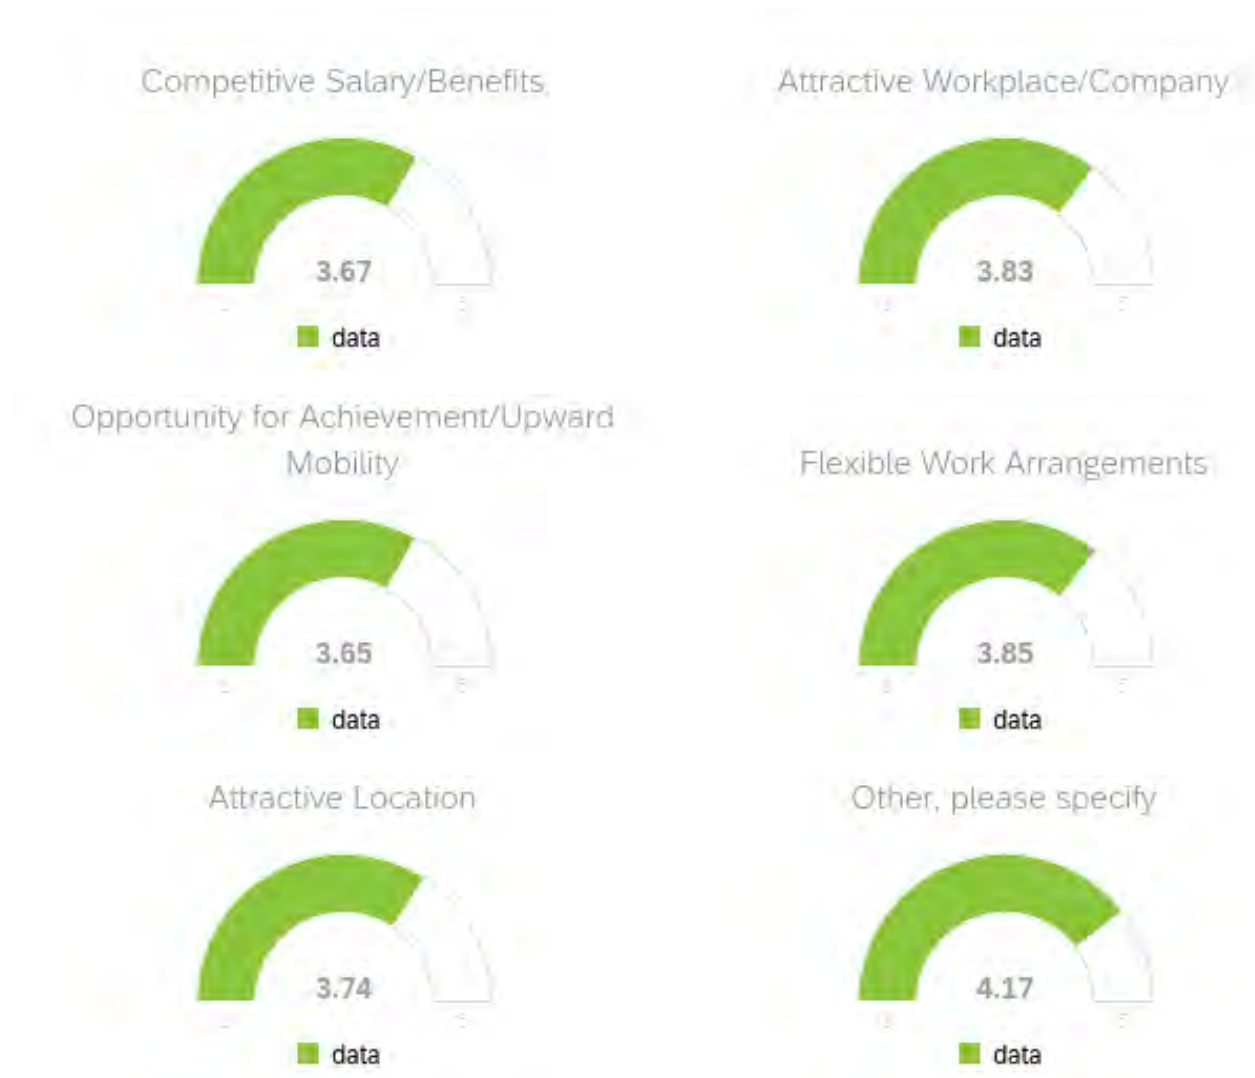 Competitive Salary/Benefits
Attractive Workplace/Company
3.67
3.83
data
data
Opportunity for Achievement/Upward
Mobility
Flexible Work Arrangements
3.65
3.85
data
data
Attractive Location
Other, please specify
3.74
4.17
data
data